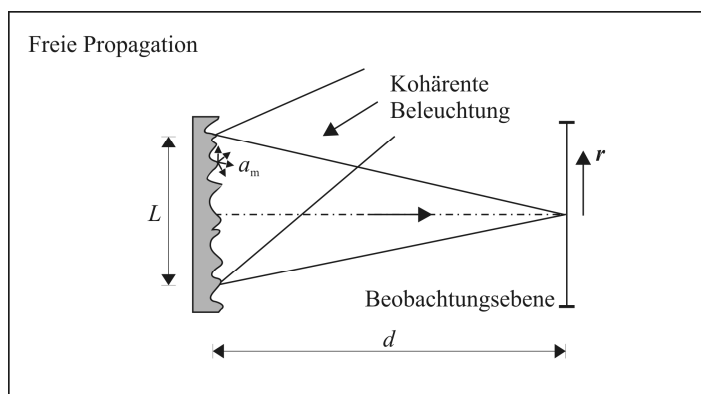 Freie Propagation
Kohärente
Beleuchtung
r
a_m
L
Beobachtungsebene
d